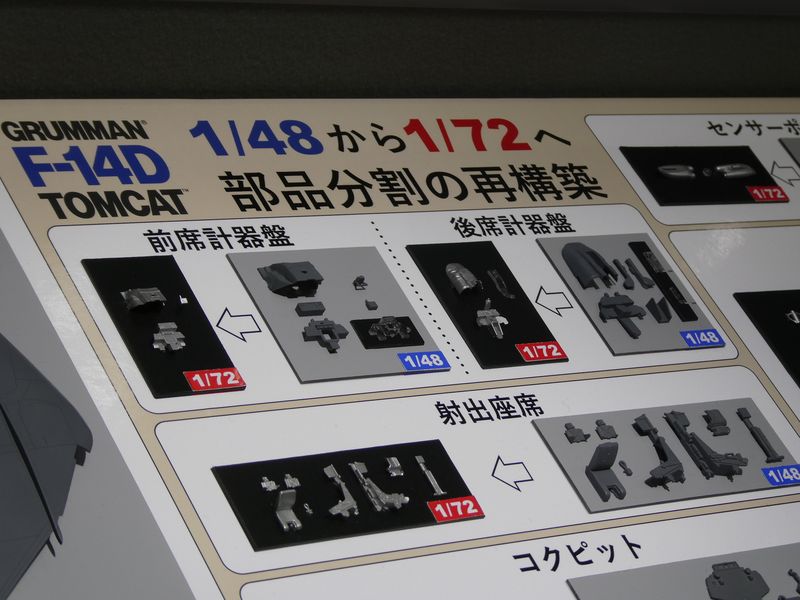 GRUMMAN
F-14D
TOMCAT
1/48から1/72へ
部品分割の再構築
前席計器盤
1/72
1/48
後席計器盤
1/72
1/48
センサーポ
1/72
射出座席
1/72
1/48
コクピット